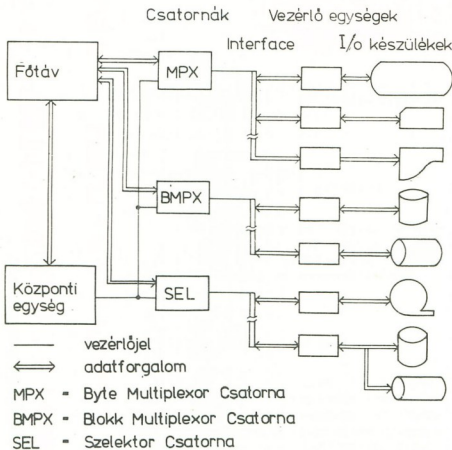 Csatornák Vezérlő egységek
Interface I/o készülékek
Főtáv
MPX
BMPX
Központi
egység
SEL
vezérlőjel
adatforgalom
MPX = Byte Multiplexor Csatorna
BMPX = Blokk Multiplexor Csatorna
SEL = Szelektor Csatorna